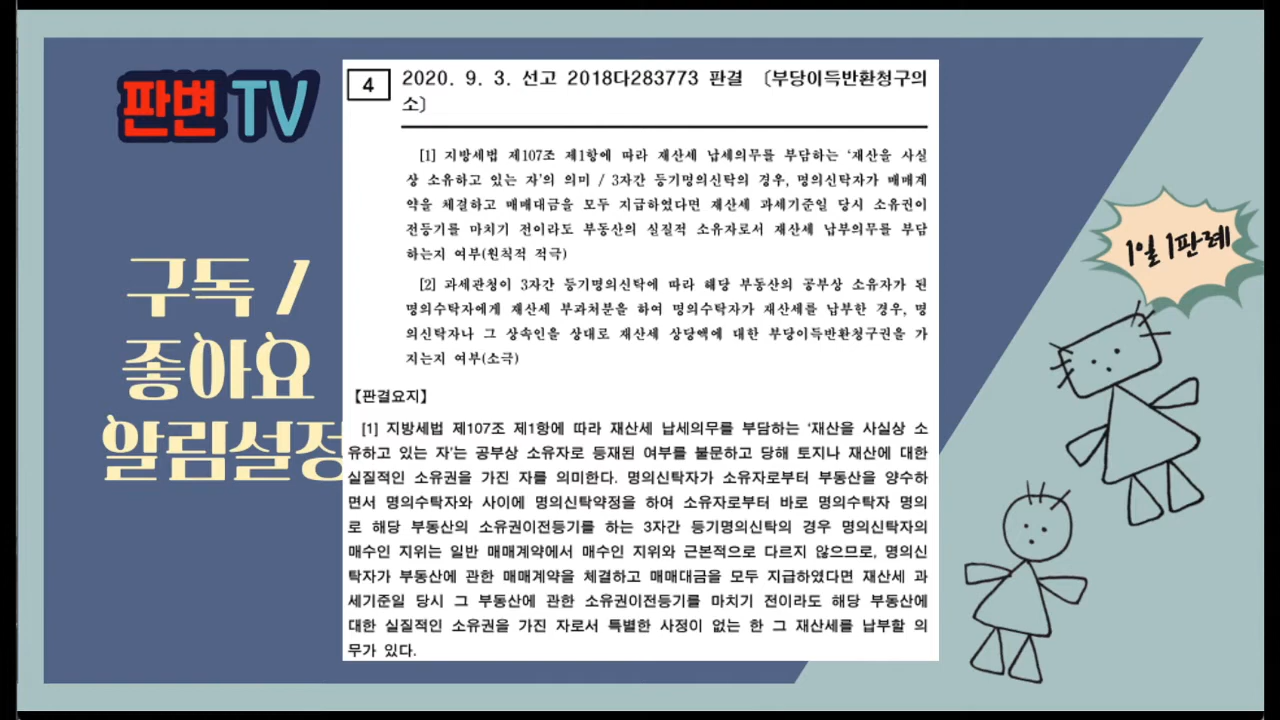 판변 TV
구독 /
좋아요
알림설정
4
2020. 9. 3. 선고 2018다283773 판결 〔부당이득반환청구의
소〕
[1] 지방세법 제107조 제1항에 따라 재산세 납세의무를 부담하는 ‘재산을 사실
상 소유하고 있는 자’의 의미 / 3자간 등기명의신탁의 경우, 명의신탁자가 매매계
약을 체결하고 매매대금을 모두 지급하였다면 재산세 과세기준일 당시 소유권이
전등기를 마치기 전이라도 부동산의 실질적 소유자로서 재산세 납부의무를 부담
하는지 여부(원칙적 적극)
[2] 과세관청이 3자간 등기명의신탁에 따라 해당 부동산의 공부상 소유자가 된
명의수탁자에게 재산세 부과처분을 하여 명의수탁자가 재산세를 납부한 경우, 명
의신탁자나 그 상속인을 상대로 재산세 상당액에 대한 부당이득반환청구권을 가
지는지 여부(소극)
【판결요지】
[1] 지방세법 제107조 제1항에 따라 재산세 납세의무를 부담하는 ‘재산을 사실상 소
유하고 있는 자’는 공부상 소유자로 등재된 여부를 불문하고 당해 토지나 재산에 대한
실질적인 소유권을 가진 자를 의미한다. 명의신탁자가 소유자로부터 부동산을 양수하
면서 명의수탁자와 사이에 명의신탁약정을 하여 소유자로부터 바로 명의수탁자 명의
로 해당 부동산의 소유권이전등기를 하는 3자간 등기명의신탁의 경우 명의신탁자의
매수인 지위는 일반 매매계약에서 매수인 지위와 근본적으로 다르지 않으므로, 명의신
탁자가 부동산에 관한 매매계약을 체결하고 매매대금을 모두 지급하였다면 재산세 과
세기준일 당시 그 부동산에 관한 소유권이전등기를 마치기 전이라도 해당 부동산에
대한 실질적인 소유권을 가진 자로서 특별한 사정이 없는 한 그 재산세를 납부할 의
무가 있다.
1일 1판례